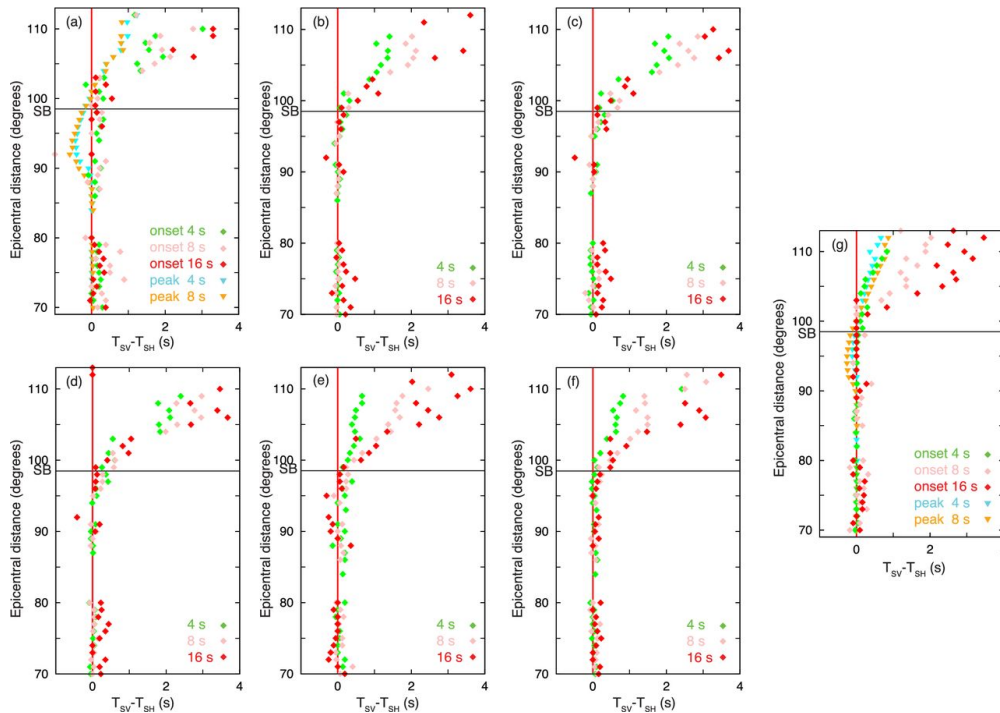 (a)
110
100
SB
90
80
70
Epicentral distance (degrees)
onset 4 s
onset 8 s
onset 16 s
peak 4 s
peak 8 s
0 2 4
T_SV-T_SH (s)
(b)
110
100
SB
90
80
70
Epicentral distance (degrees)
4 s
8 s
16 s
0 2 4
T_SV-T_SH (s)
(c)
110
100
SB
90
80
70
Epicentral distance (degrees)
4 s
8 s
16 s
0 2 4
T_SV-T_SH (s)
(d)
110
100
SB
90
80
70
Epicentral distance (degrees)
4 s
8 s
16 s
0 2 4
T_SV-T_SH (s)
(e)
110
100
SB
90
80
70
Epicentral distance (degrees)
4 s
8 s
16 s
0 2 4
T_SV-T_SH (s)
(f)
110
100
SB
90
80
70
Epicentral distance (degrees)
4 s
8 s
16 s
0 2 4
T_SV-T_SH (s)
(g)
110
100
SB
90
80
70
Epicentral distance (degrees)
onset 4 s
onset 8 s
onset 16 s
peak 4 s
peak 8 s
0 2
T_SV-T_SH (s)